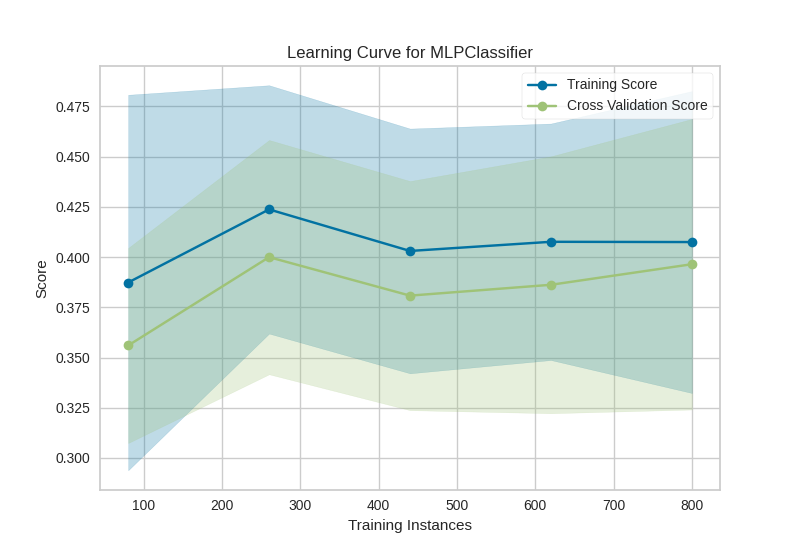 Learning Curve for MLPClassifier
Training Score
Cross Validation Score
0.475
0.450
0.425
0.400
0.375
0.350
0.325
0.300
Score
100 200 300 400 500 600 700 800
Training Instances